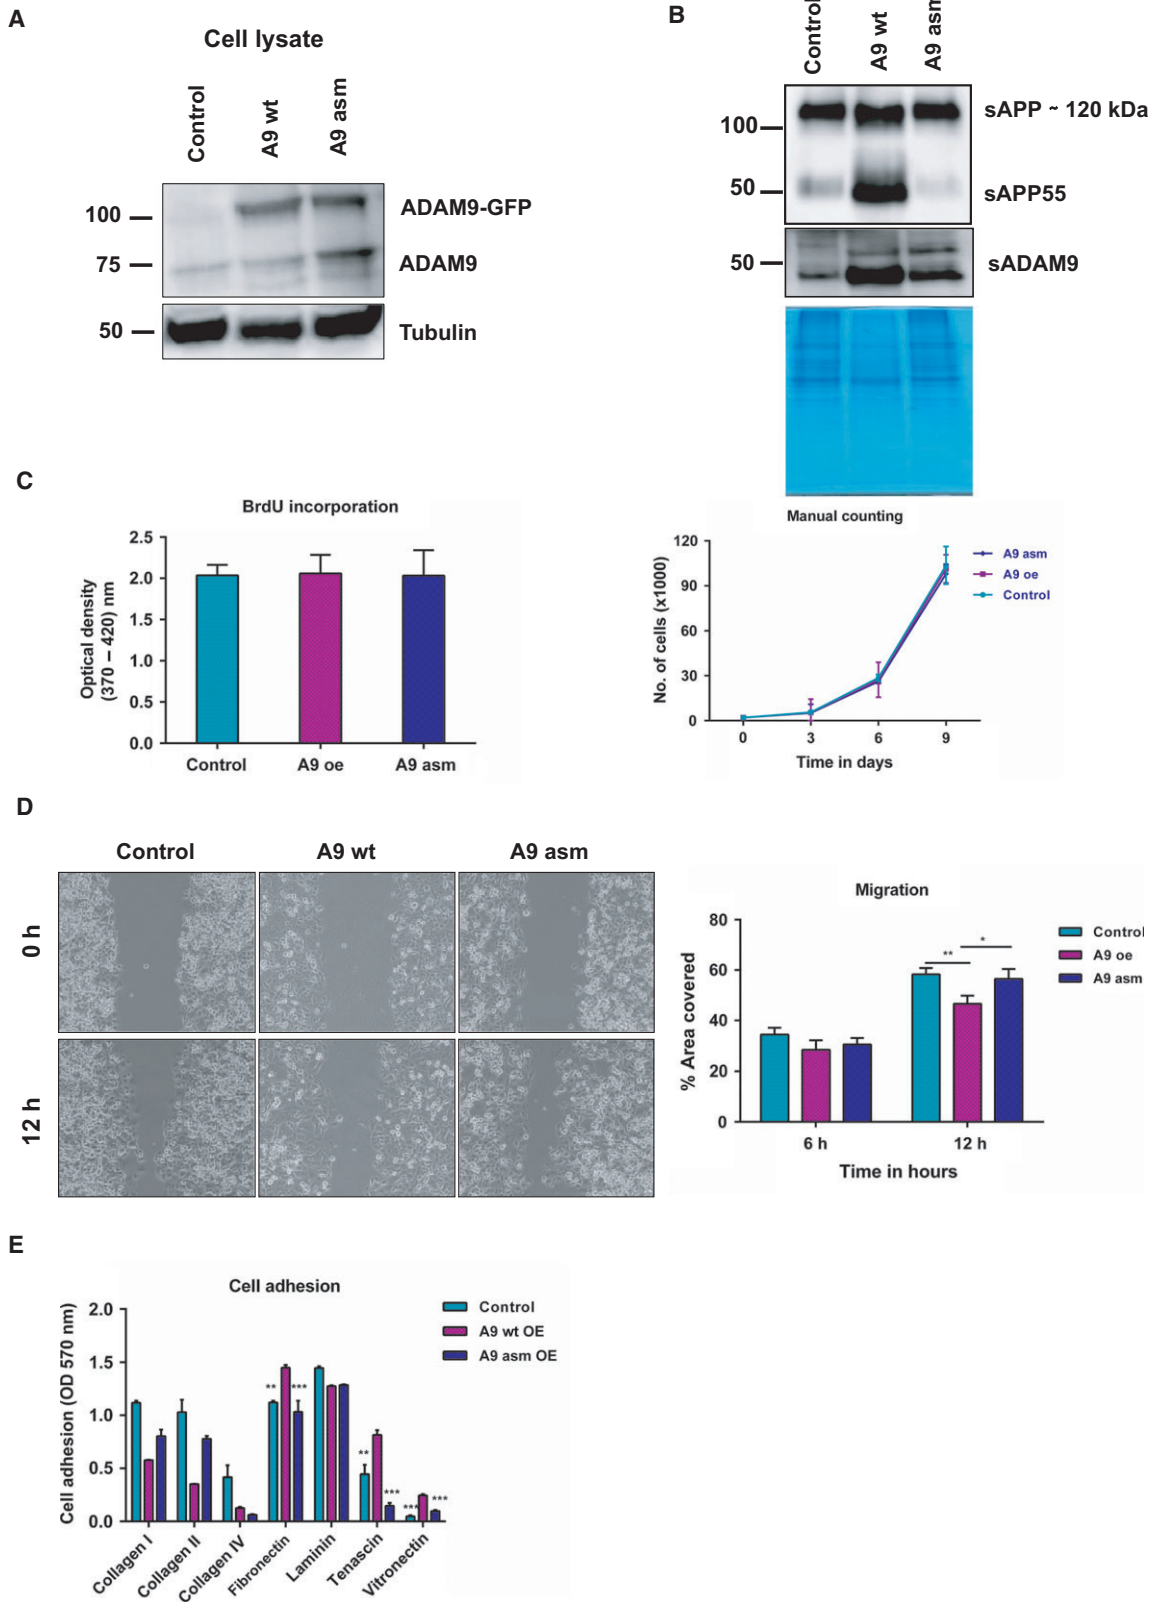 A
Cell lysate
Control
A9 wt
A9 asm
100
75
50
ADAM9-GFP
ADAM9
Tubulin
B
Control
A9 wt
A9 asm
100
50
50
sAPP ~ 120 kDa
sAPP55
sADAM9
C
BrdU incorporation
Optical density
(370 – 420) nm
2.5
2.0
1.5
1.0
0.5
0.0
Control
A9 oe
A9 asm
Manual counting
No. of cells (x1000)
120
90
60
30
0
0
3
6
9
Time in days
A9 asm
A9 oe
Control
D
Control
A9 wt
A9 asm
0 h
12 h
Migration
% Area covered
80
60
40
20
0
**
*
6 h
12 h
Time in hours
Control
A9 oe
A9 asm
E
Cell adhesion
Cell adhesion (OD 570 nm)
2.0
1.5
1.0
0.5
0.0
**
***
**
***
***
***
Collagen I
Collagen II
Collagen IV
Fibronectin
Laminin
Tenascin
Vitronectin
Control
A9 wt OE
A9 asm OE